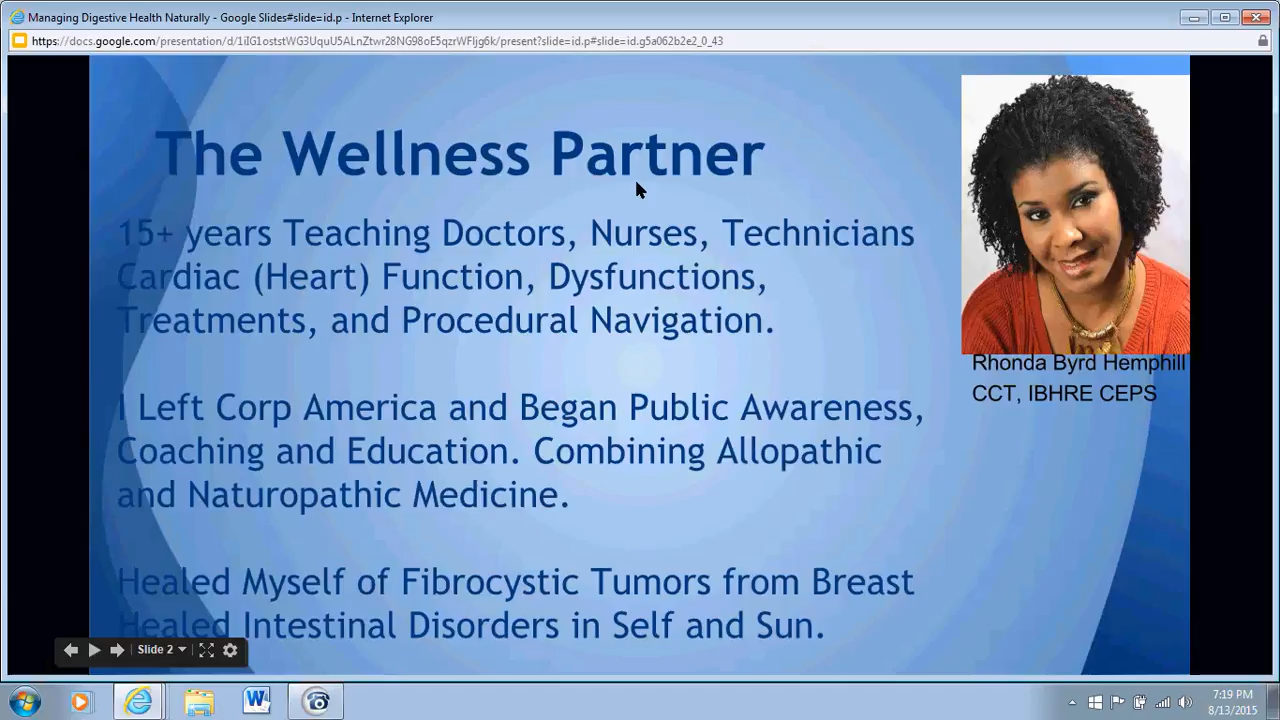 Managing Digestive Health Naturally - Google Slides#slide=id.p - Internet Explorer
https://docs.google.com/presentation/d/1iIG1oststWG3UquU5ALnZtwr28NG98oE5qzrWFljg6k/present?slide=id.p#slide=id.g5a062b2e2_0_43
The Wellness Partner
15+ years Teaching Doctors, Nurses, Technicians
Cardiac (Heart) Function, Dysfunctions,
Treatments, and Procedural Navigation.
Rhonda Byrd Hemphill
CCT, IBHRE CEPS
I Left Corp America and Began Public Awareness,
Coaching and Education. Combining Allopathic
and Naturopathic Medicine.
Healed Myself of Fibrocystic Tumors from Breast
Healed Intestinal Disorders in Self and Sun.
Slide 2
7:19 PM
8/13/2015